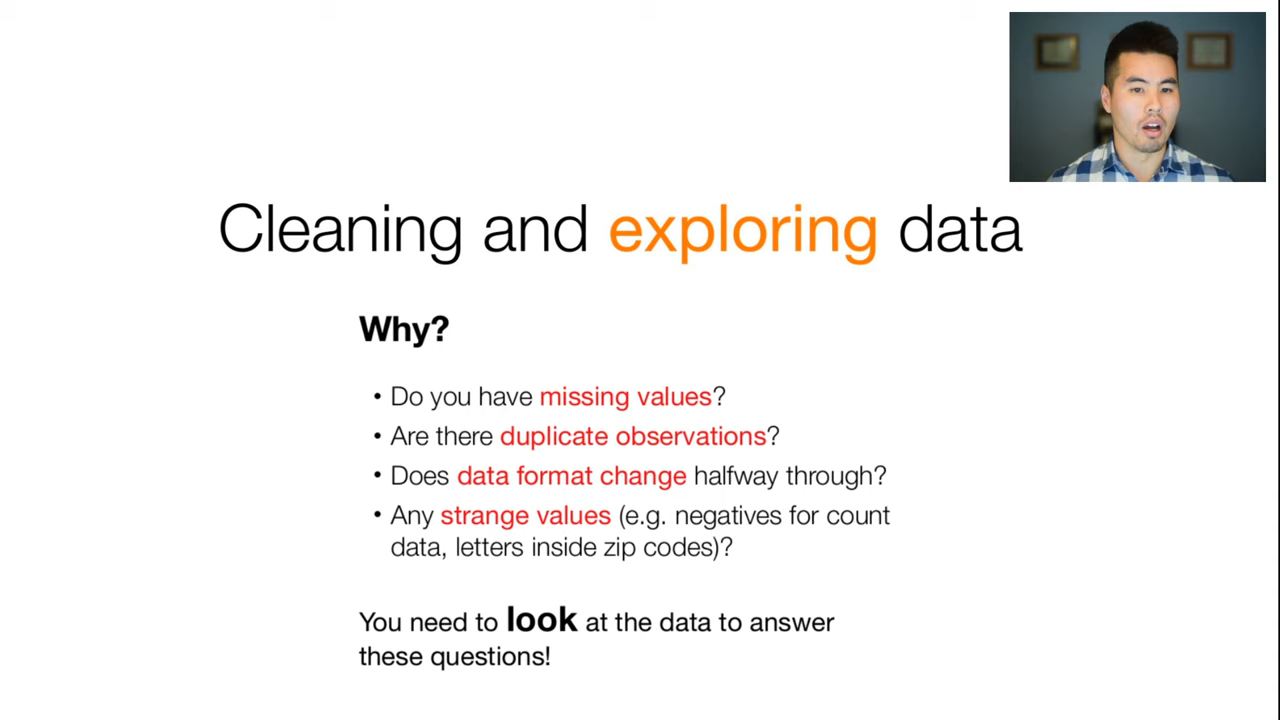 Cleaning and exploring data
Why?
• Do you have missing values?
• Are there duplicate observations?
• Does data format change halfway through?
• Any strange values (e.g. negatives for count
data, letters inside zip codes)?
You need to look at the data to answer
these questions!